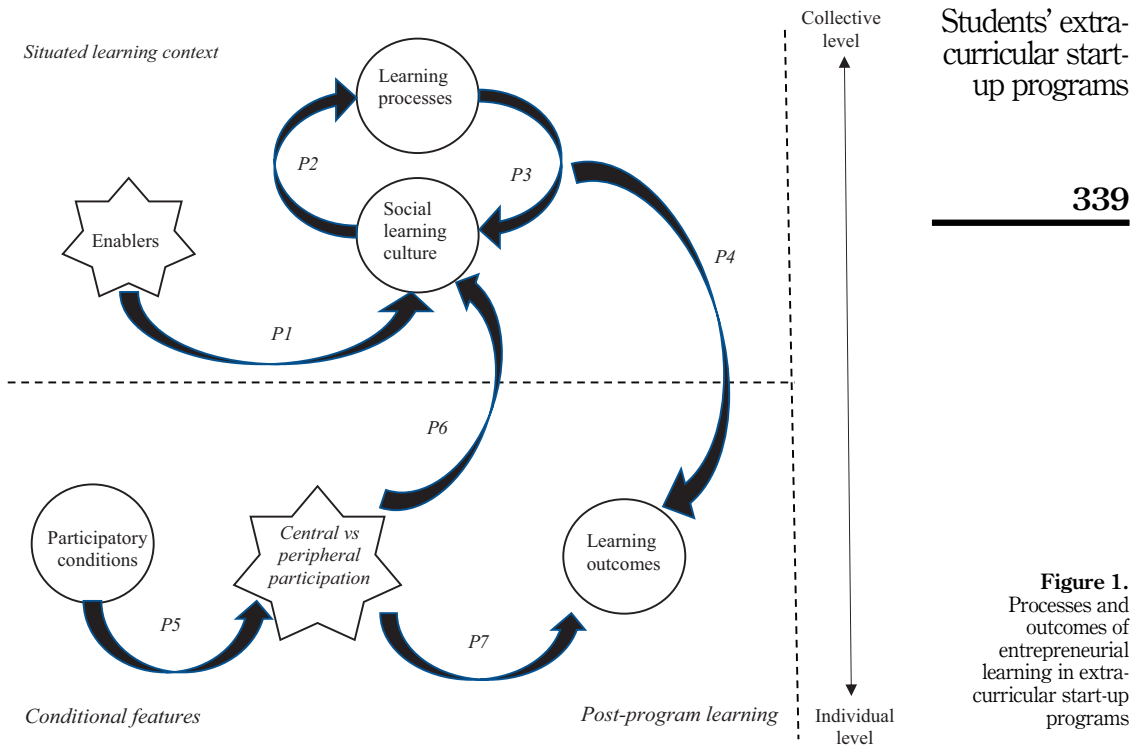 Students' extra-
curricular start-
up programs
339
Situated learning context
Collective
level
Learning
processes
P2
P3
Social
learning
culture
Enablers
P4
P1
P6
Participatory
conditions
Central vs
peripheral
participation
Learning
outcomes
P5
P7
Conditional features
Post-program learning
Individual
level
Figure 1.
Processes and
outcomes of
entrepreneurial
learning in extra-
curricular start-up
programs